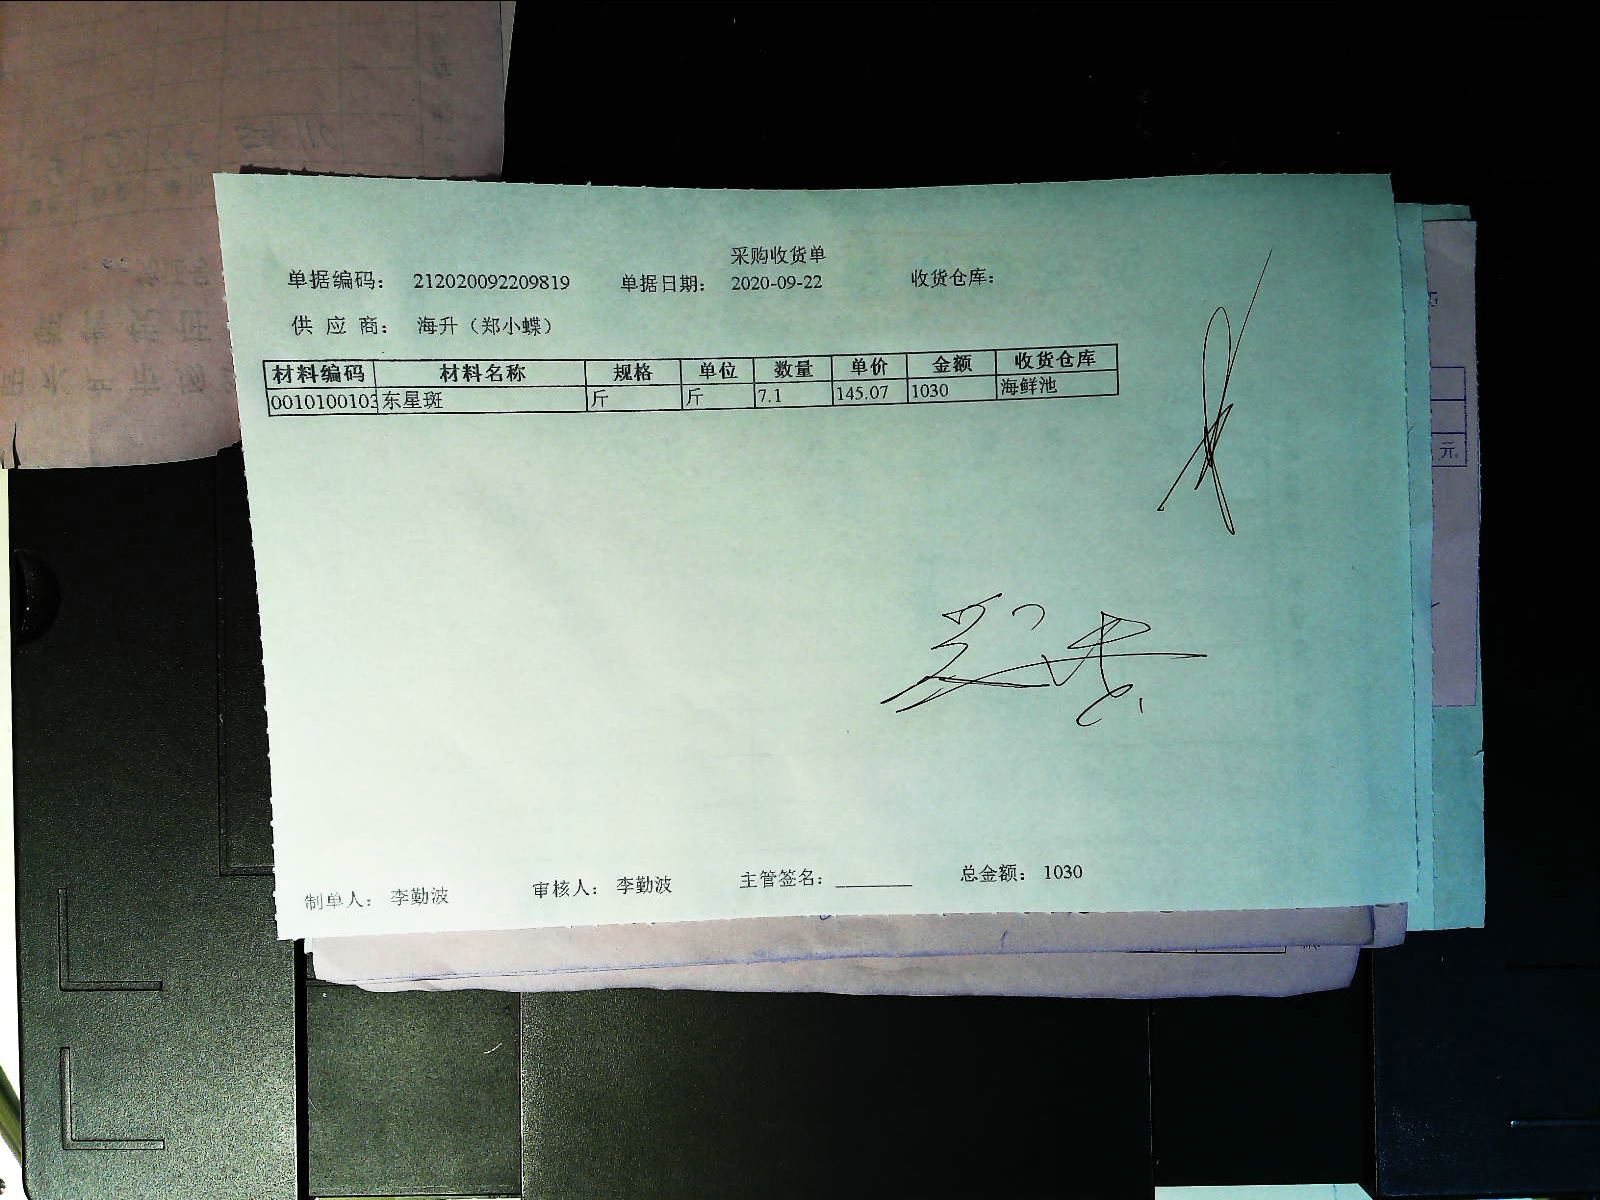 采购收货单
单据编码： 212020092209819 单据日期： 2020-09-22 收货仓库：
供 应 商： 海升（郑小蝶）
材料编码 材料名称 规格 单位 数量 单价 金额 收货仓库
0010100103 东星斑 斤 斤 7.1 145.07 1030 海鲜池
元
制单人： 李勤波 审核人： 李勤波 主管签名：________ 总金额： 1030